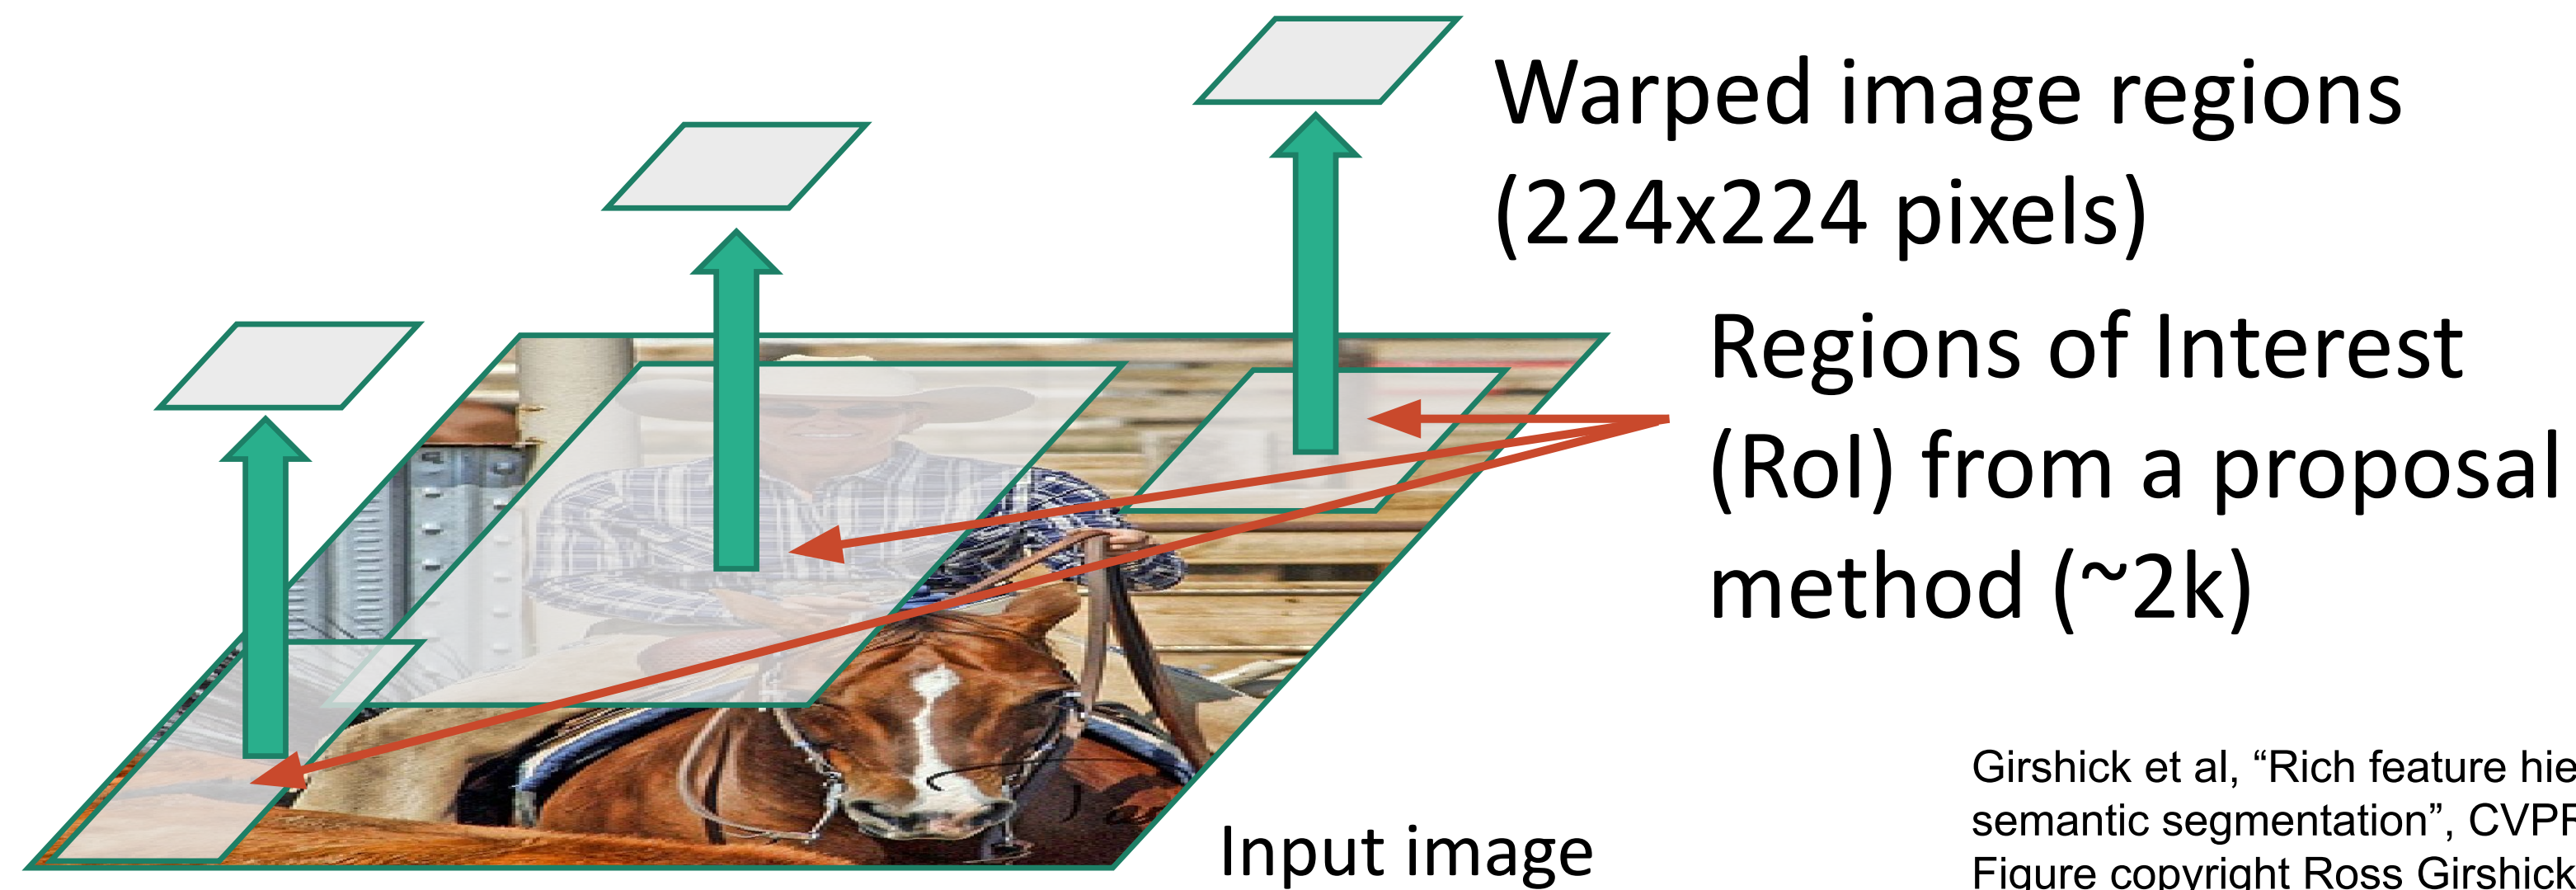 Warped image regions
(224x224 pixels)
Regions of Interest
(RoI) from a proposal
method (~2k)
Input image
Girshick et al, “Rich feature hie
semantic segmentation”, CVPR
Figure copyright Ross Girshick